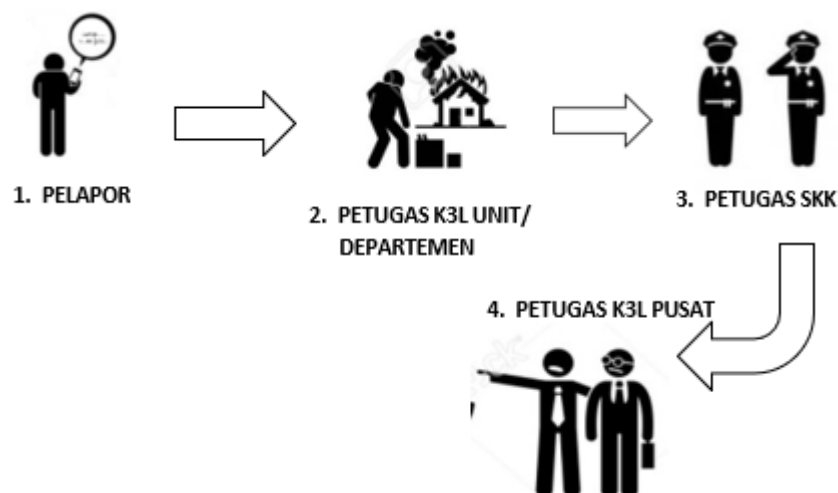 1. PELAPOR
2. PETUGAS K3L UNIT/
DEPARTEMEN
3. PETUGAS SKK
4. PETUGAS K3L PUSAT